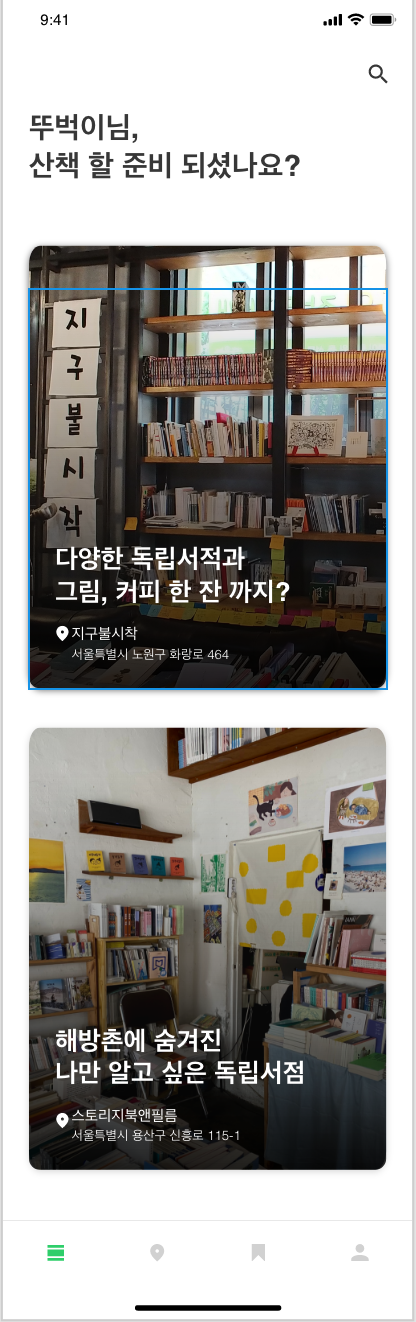 9:41
뚜벅이님,
산책 할 준비 되셨나요?
지
구
불
시
착
다양한 독립서적과
그림, 커피 한 잔 까지?
지구불시착
서울특별시 노원구 화랑로 464
해방촌에 숨겨진
나만 알고 싶은 독립서점
스토리지북앤필름
서울특별시 용산구 신흥로 115-1